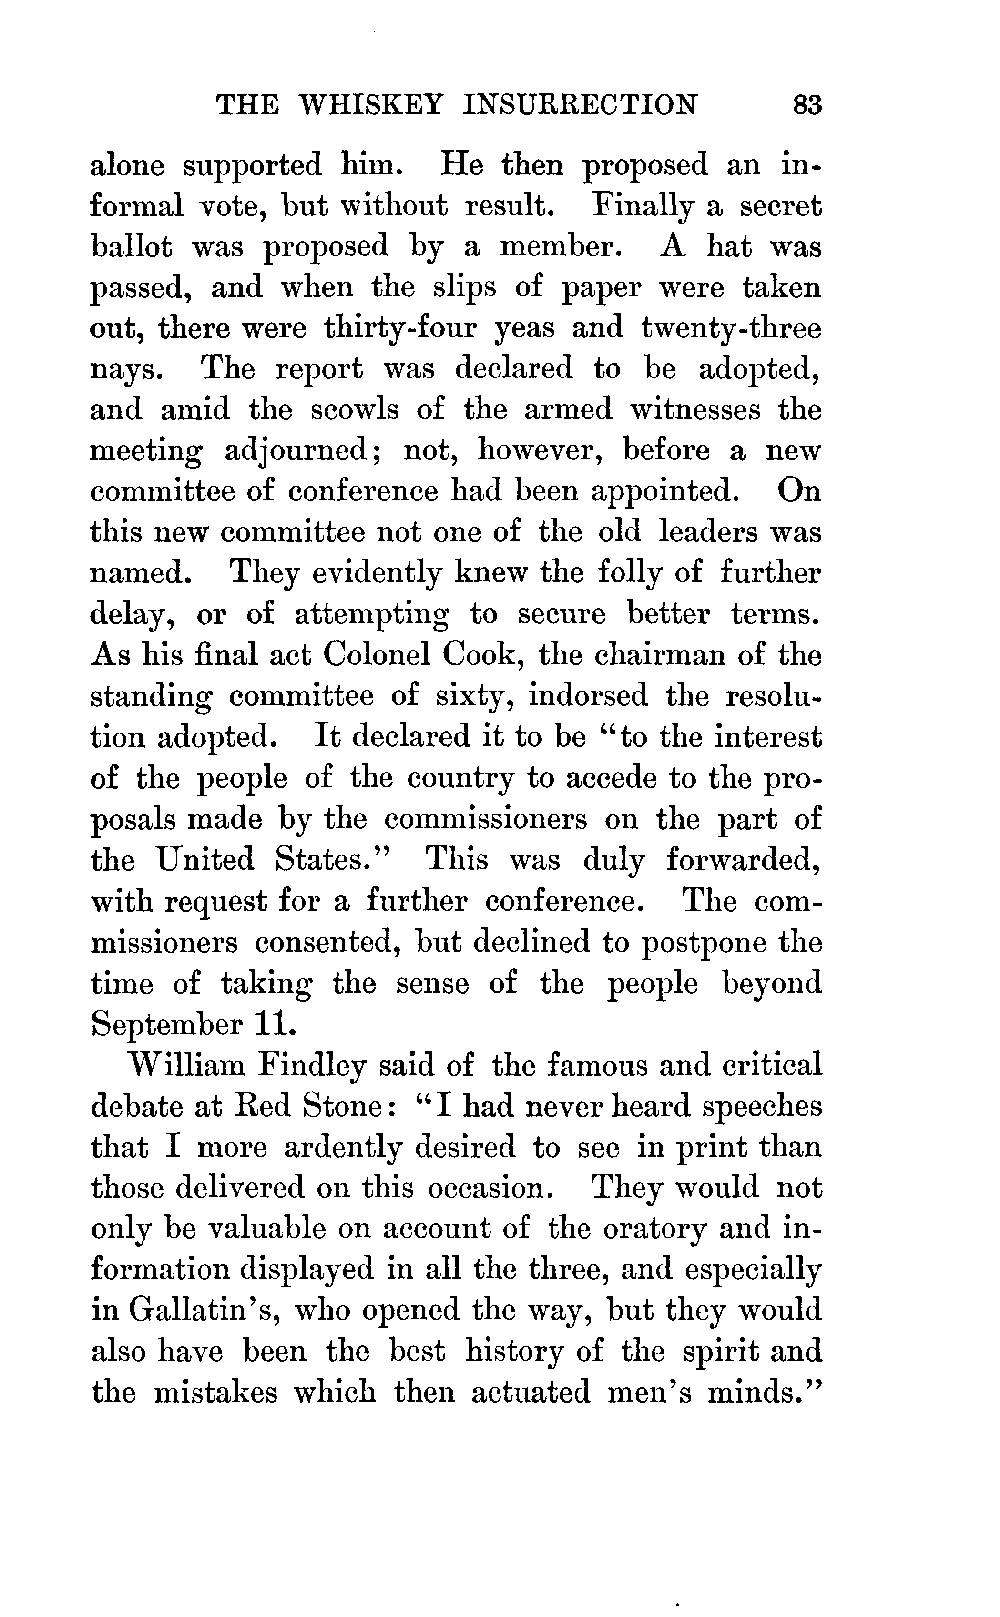 THE WHISKEY INSURRECTION 83
alone supported him. He then proposed an in-
formal vote, but without result. Finally a secret
ballot was proposed by a member. A hat was
passed, and when the slips of paper were taken
out, there were thirty-four yeas and twenty-three
nays. The report was declared to be adopted,
and amid the scowls of the armed witnesses the
meeting adjourned; not, however, before a new
committee of conference had been appointed. On
this new committee not one of the old leaders was
named. They evidently knew the folly of further
delay, or of attempting to secure better terms.
As his final act Colonel Cook, the chairman of the
standing committee of sixty, indorsed the resolu-
tion adopted. It declared it to be "to the interest
of the people of the country to accede to the pro-
posals made by the commissioners on the part of
the United States." This was duly forwarded,
with request for a further conference. The com-
missioners consented, but declined to postpone the
time of taking the sense of the people beyond
September 11.
William Findley said of the famous and critical
debate at Red Stone: "I had never heard speeches
that I more ardently desired to see in print than
those delivered on this occasion. They would not
only be valuable on account of the oratory and in-
formation displayed in all the three, and especially
in Gallatin's, who opened the way, but they would
also have been the best history of the spirit and
the mistakes which then actuated men's minds."